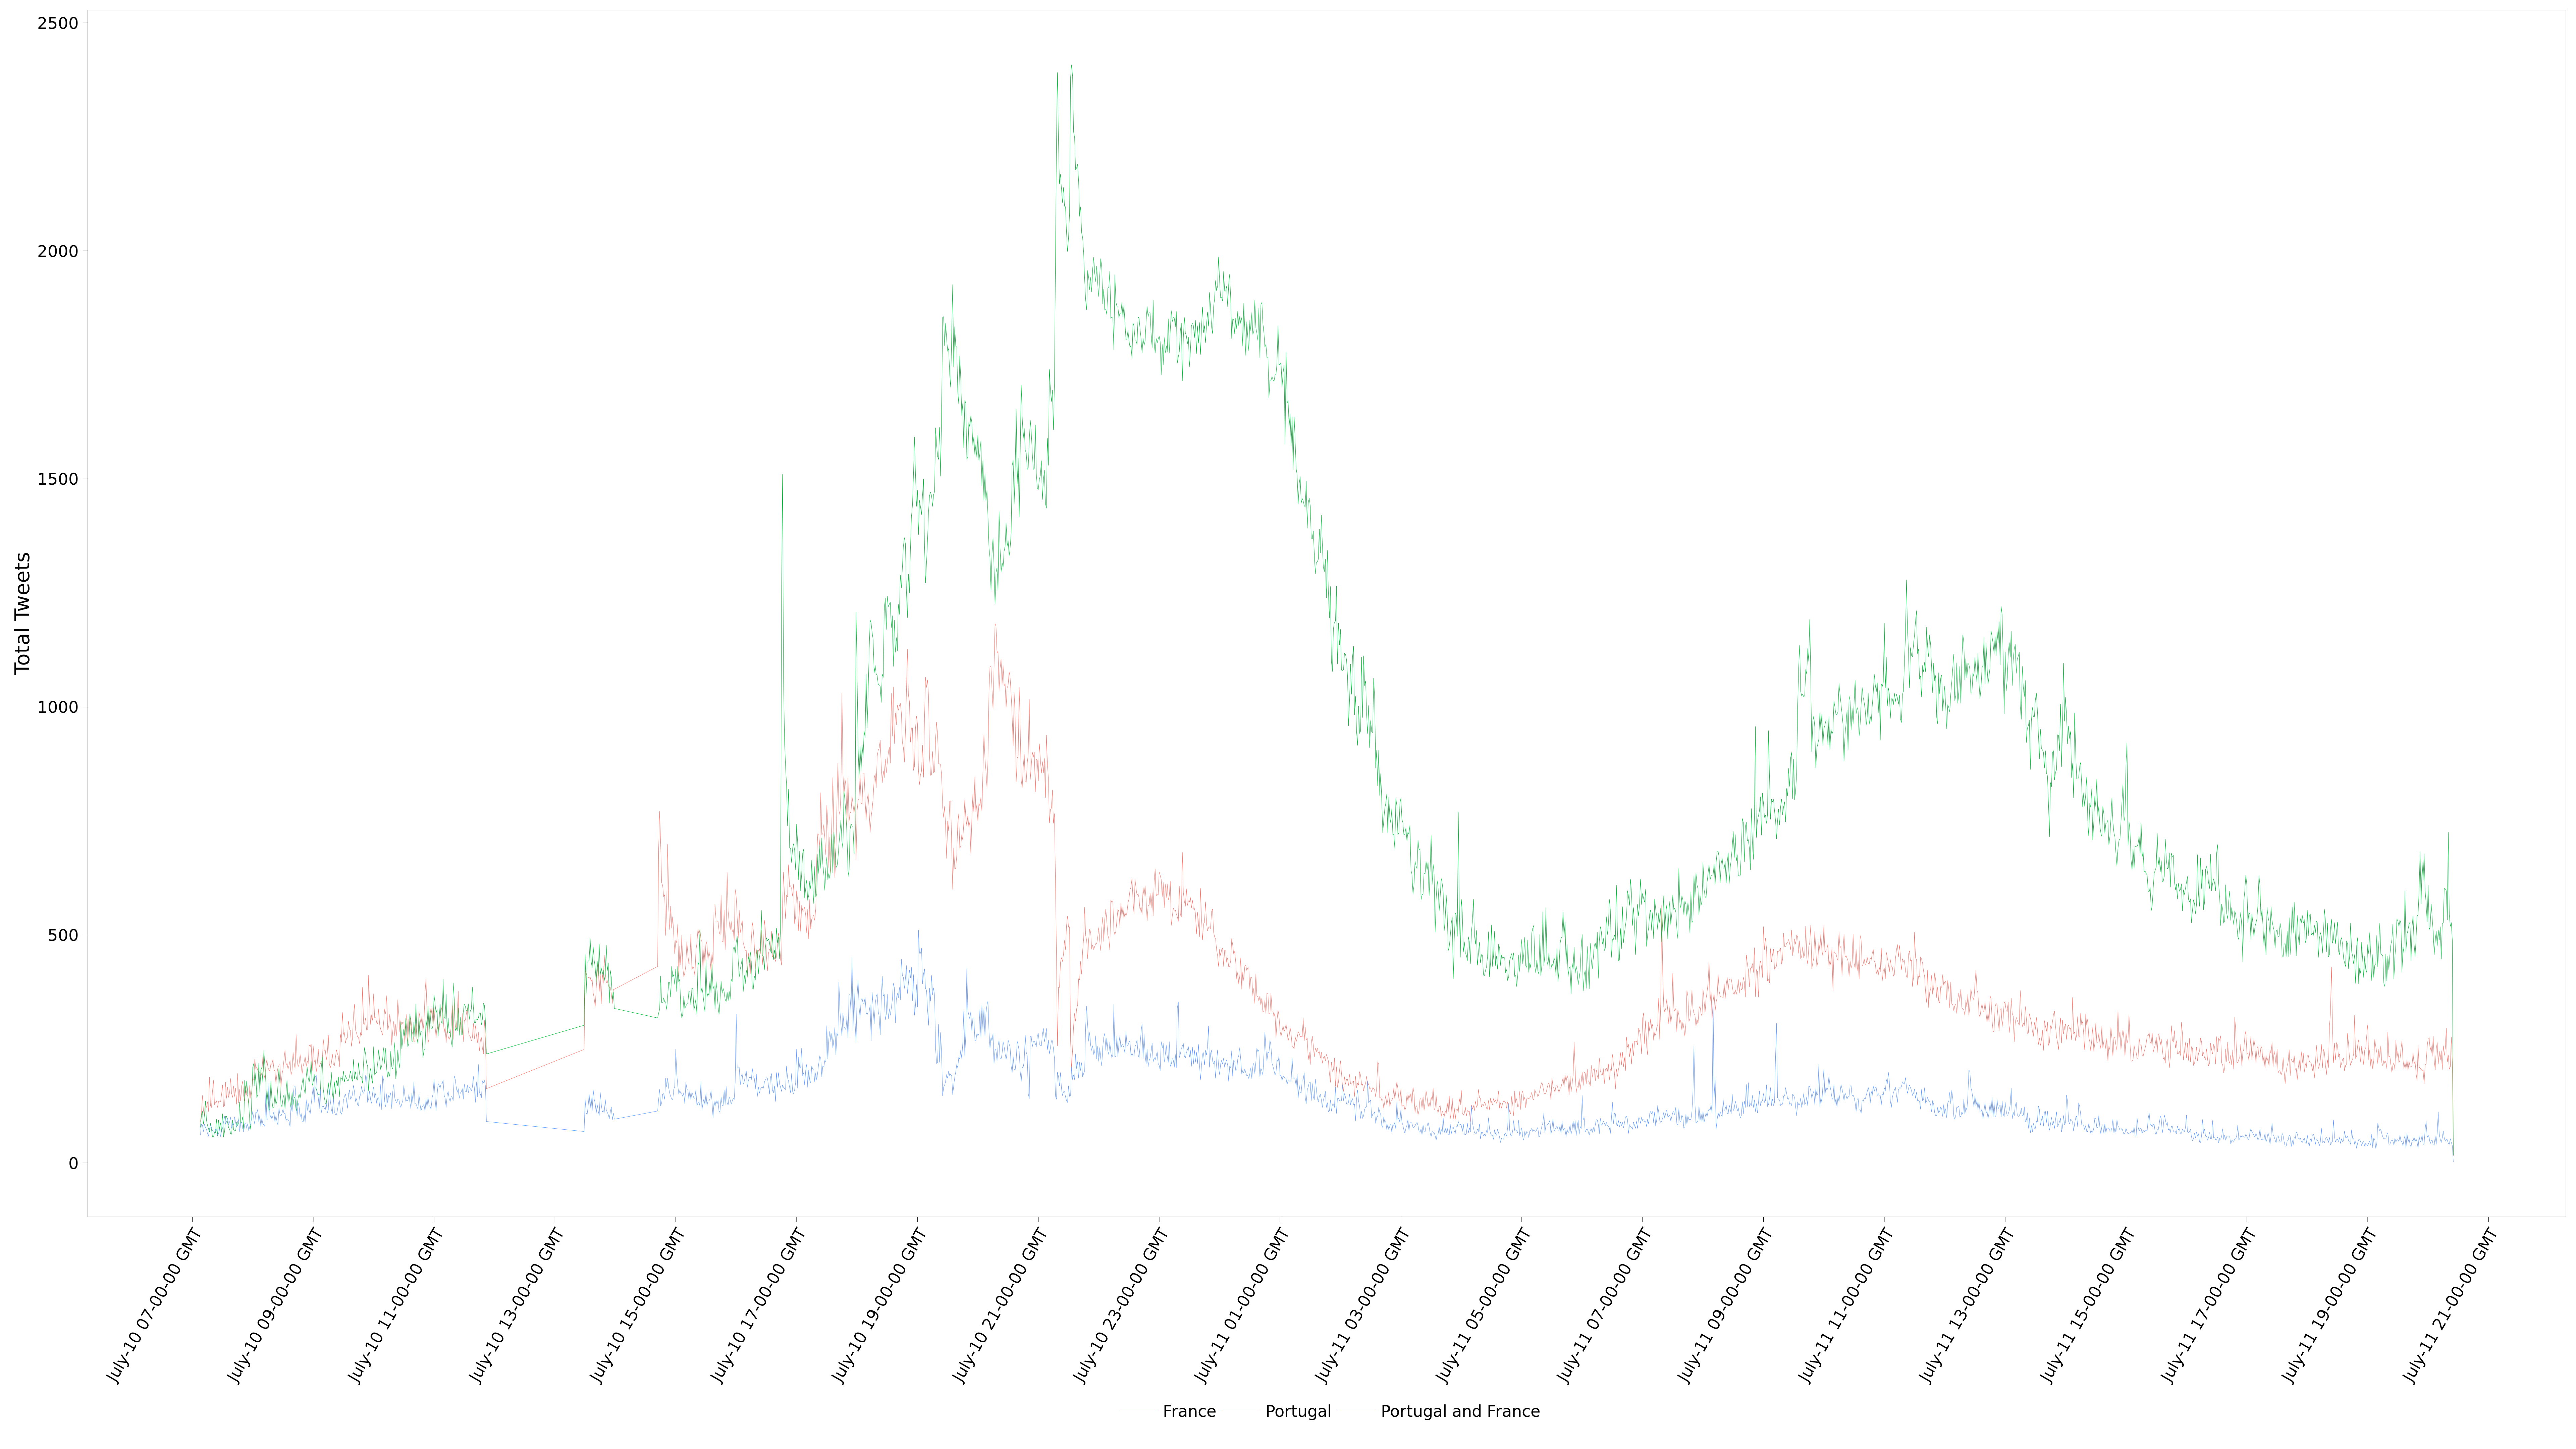 Total Tweets
2500
2000
1500
1000
500
0
July-10 07-00-00 GMT
July-10 09-00-00 GMT
July-10 11-00-00 GMT
July-10 13-00-00 GMT
July-10 15-00-00 GMT
July-10 17-00-00 GMT
July-10 19-00-00 GMT
July-10 21-00-00 GMT
July-10 23-00-00 GMT
July-11 01-00-00 GMT
July-11 03-00-00 GMT
July-11 05-00-00 GMT
July-11 07-00-00 GMT
July-11 09-00-00 GMT
July-11 11-00-00 GMT
July-11 13-00-00 GMT
July-11 15-00-00 GMT
July-11 17-00-00 GMT
July-11 19-00-00 GMT
July-11 21-00-00 GMT
France Portugal Portugal and France